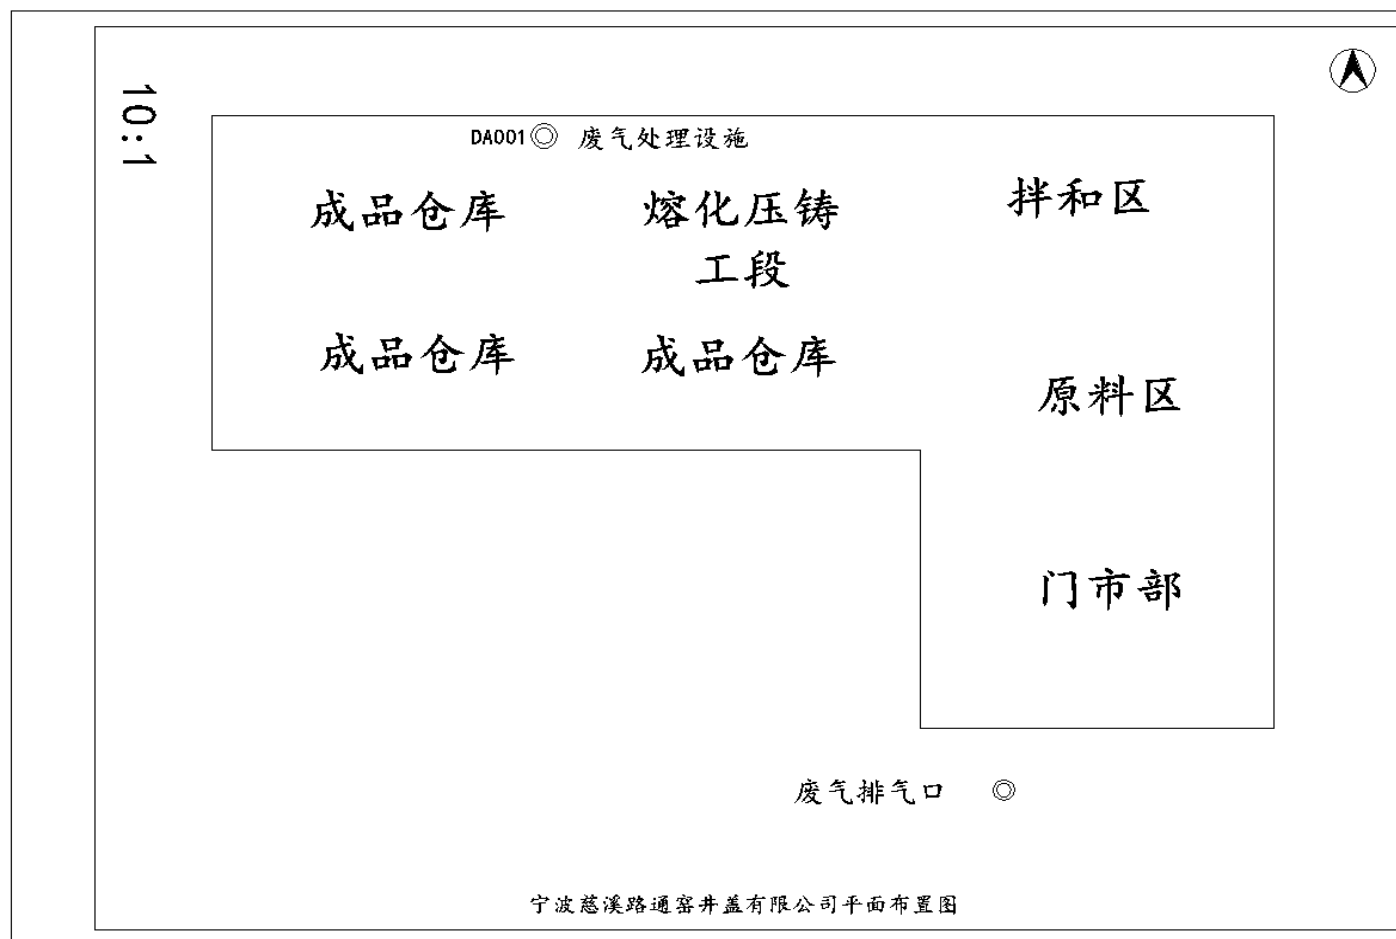 10:1
DA001 废气处理设施
成品仓库
熔化压铸
工段
拌和区
成品仓库
成品仓库
原料区
门市部
废气排气口
宁波慈溪路通窑井盖有限公司平面布置图